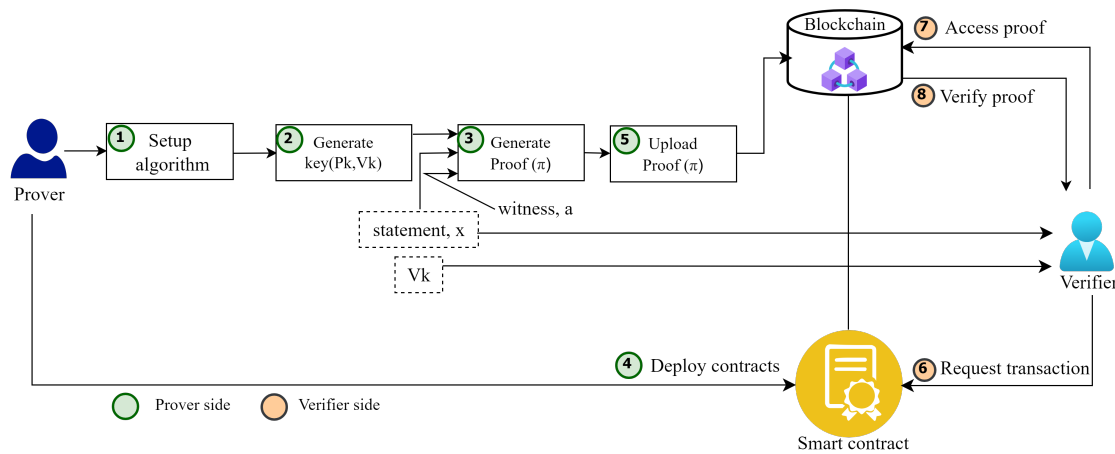 Blockchain
7 Access proof
8 Verify proof
1 Setup
algorithm
2 Generate
key(Pk,Vk)
3 Generate
Proof (π)
5 Upload
Proof (π)
Prover
witness, a
statement, x
Vk
Verifier
4 Deploy contracts
6 Request transaction
Prover side
Verifier side
Smart contract